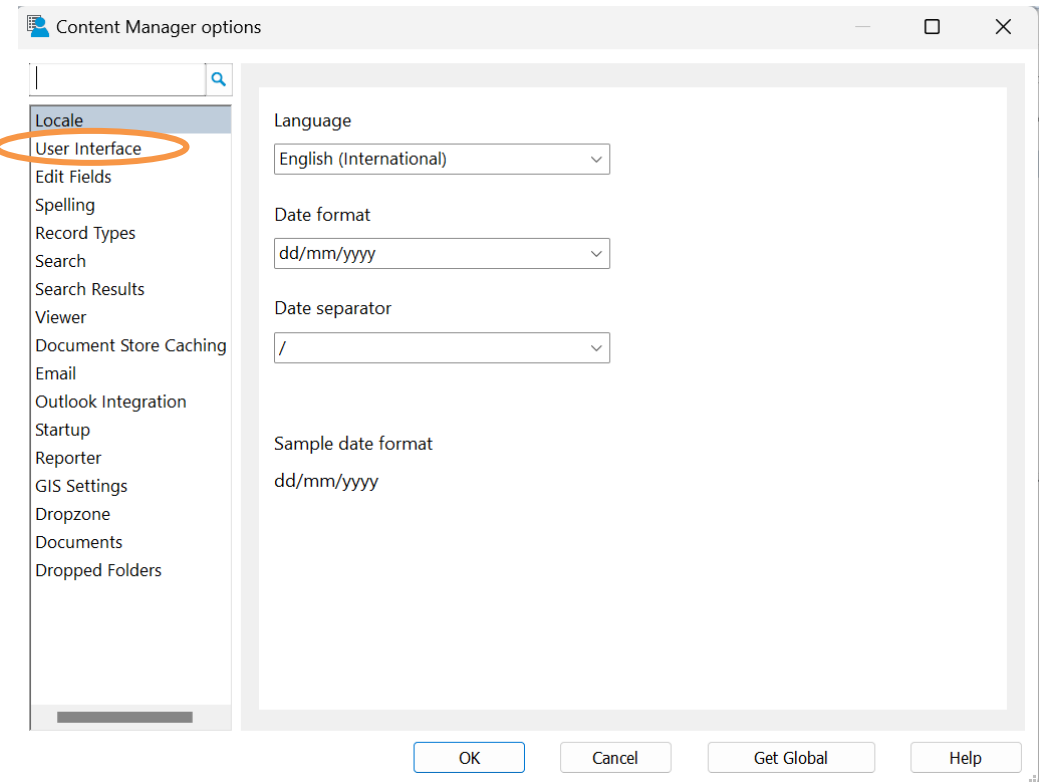 Content Manager options
Locale
User Interface
Edit Fields
Spelling
Record Types
Search
Search Results
Viewer
Document Store Caching
Email
Outlook Integration
Startup
Reporter
GIS Settings
Dropzone
Documents
Dropped Folders
Language
English (International)
Date format
dd/mm/yyyy
Date separator
/
Sample date format
dd/mm/yyyy
OK
Cancel
Get Global
Help